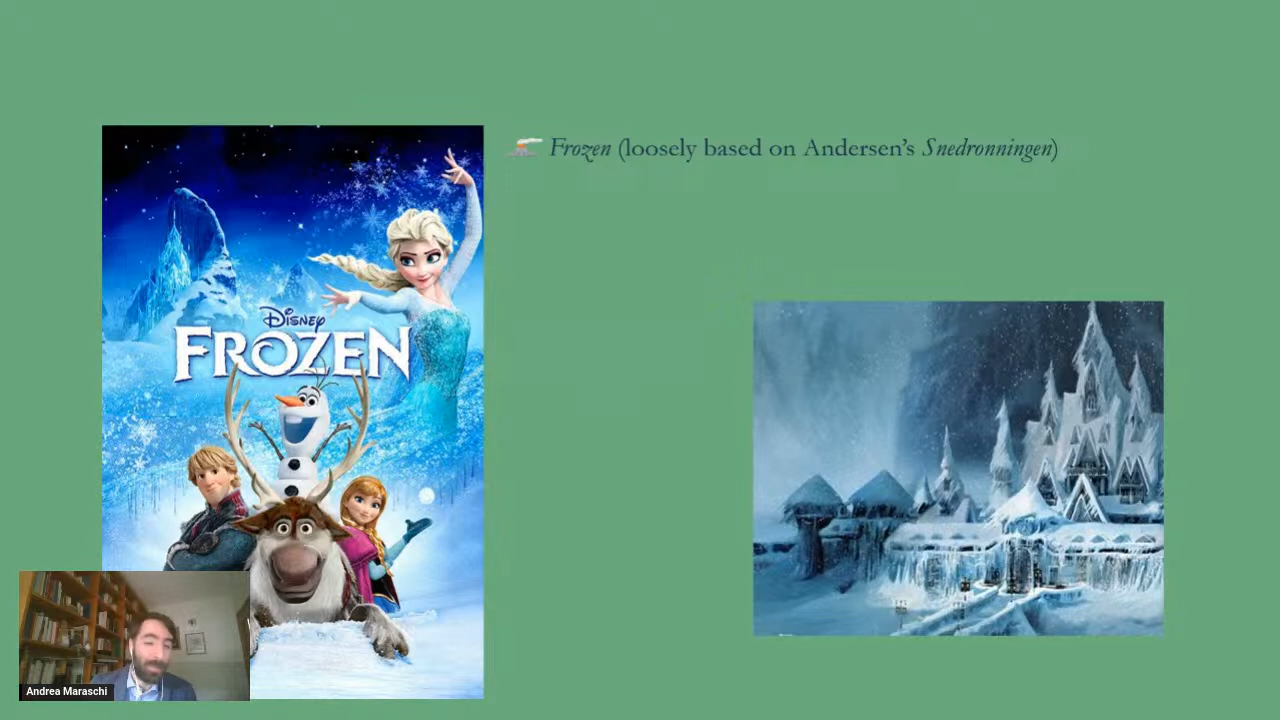 Frozen (loosely based on Andersen’s Snedronningen)
DISNEY
FROZEN
Andrea Maraschi